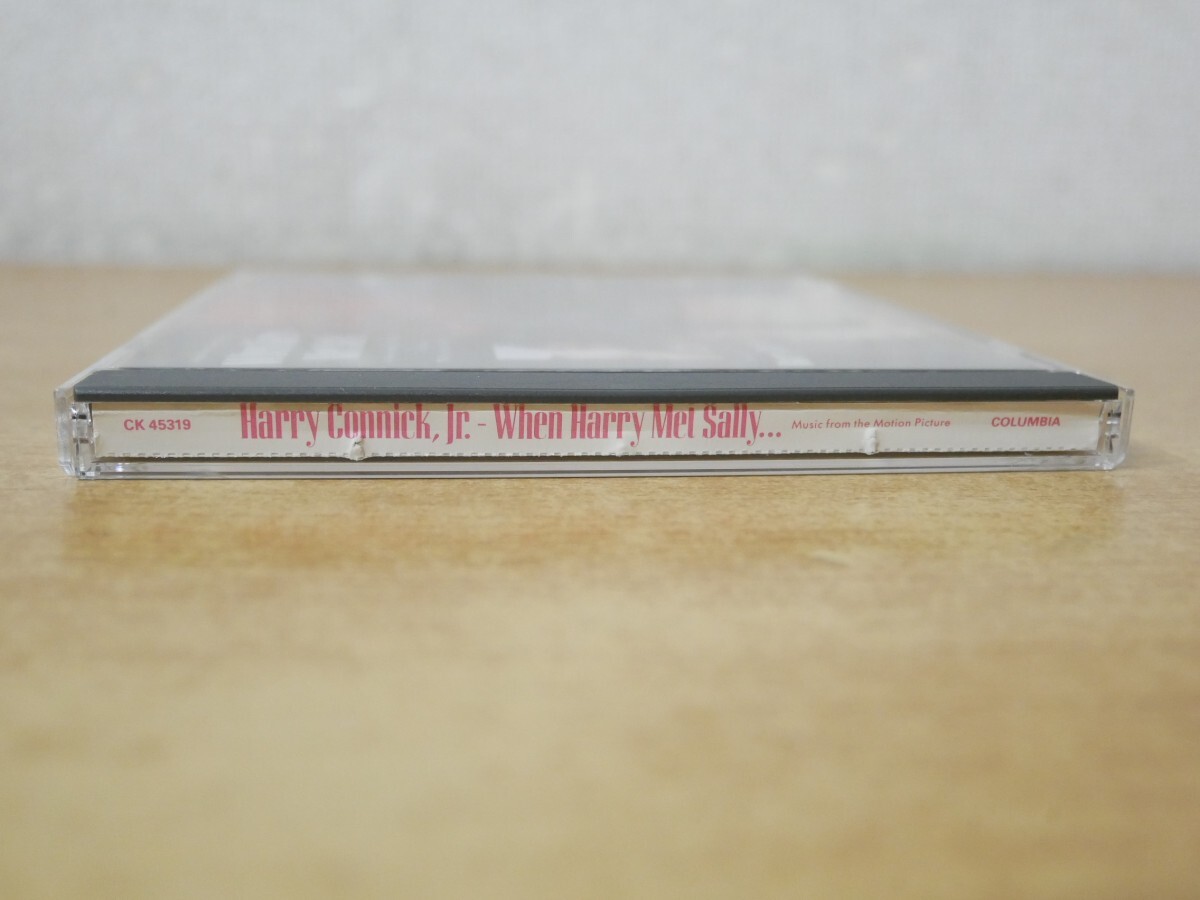 CK 45319 Harry Connick, Jr. - When Harry Met Sally... Music from the Motion Picture COLUMBIA